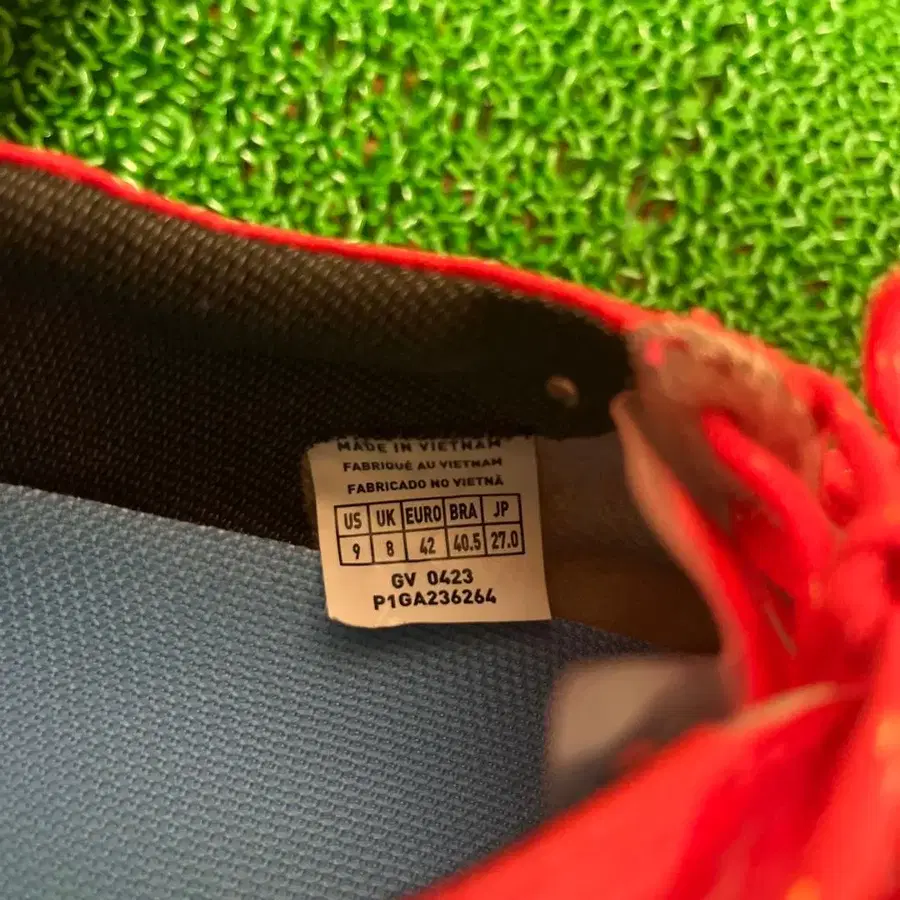 MADE IN VIETNAM
FABRIQUÉ AU VIETNAM
FABRICADO NO VIETNÃ
US UK EURO BRA JP
9 8 42 40.5 27.0
GV 0423
P1GA236264